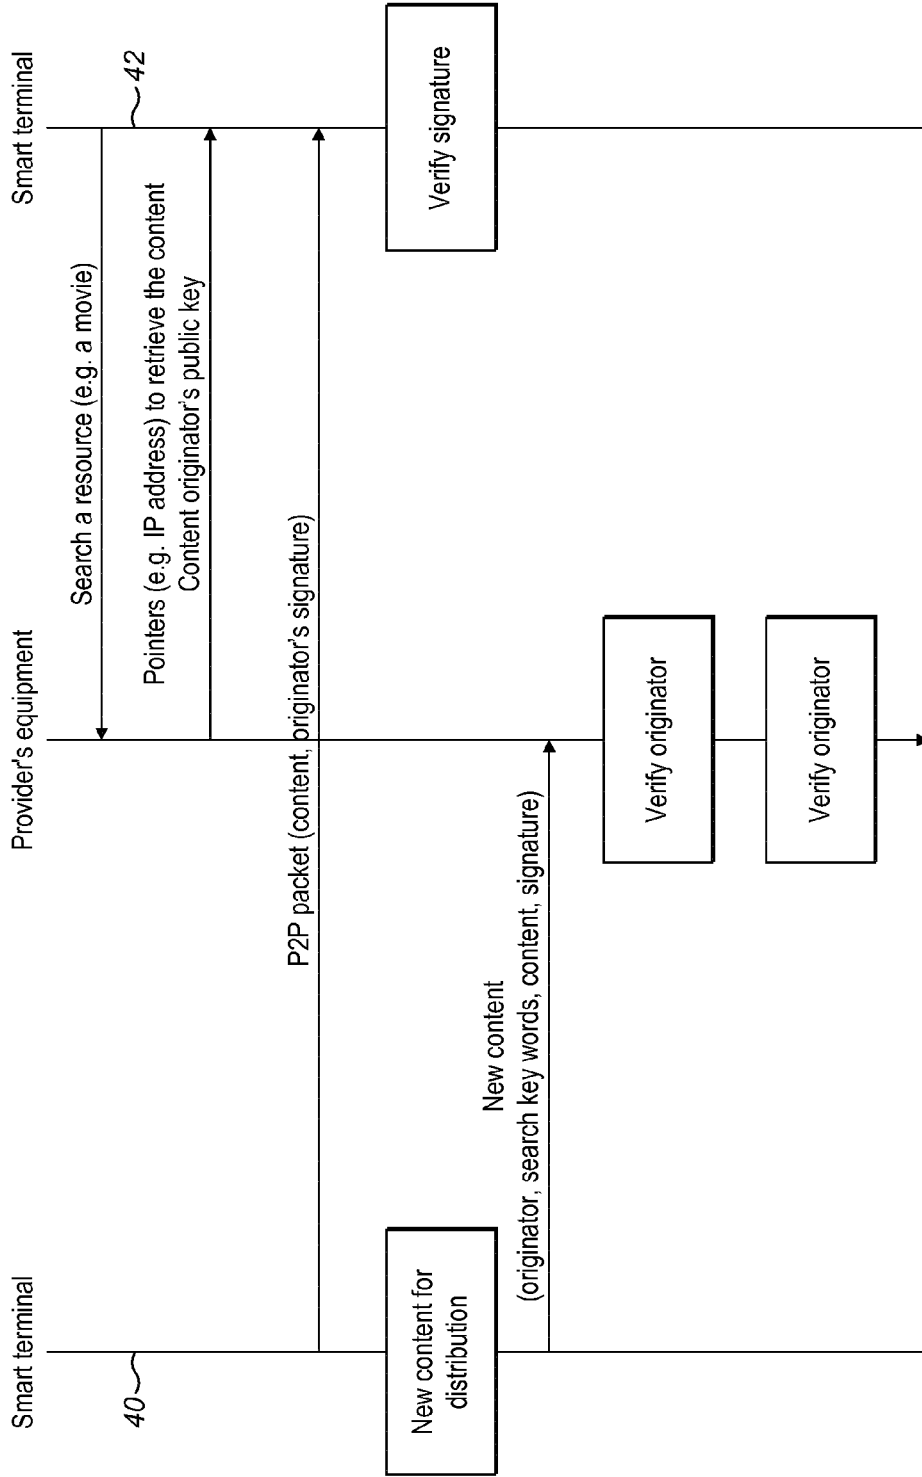 Smart terminal
Provider's equipment
Smart terminal
40
42
Search a resource (e.g. a movie)
Pointers (e.g. IP address) to retrieve the content
Content originator's public key
P2P packet (content, originator's signature)
New content for
distribution
Verify signature
New content
(originator, search key words, content, signature)
Verify originator
Verify originator